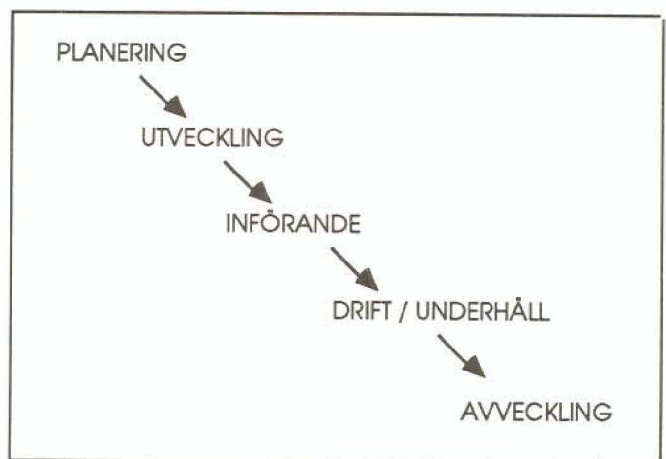 PLANERING
UTVECKLING
INFÖRANDE
DRIFT / UNDERHÅLL
AVVECKLING